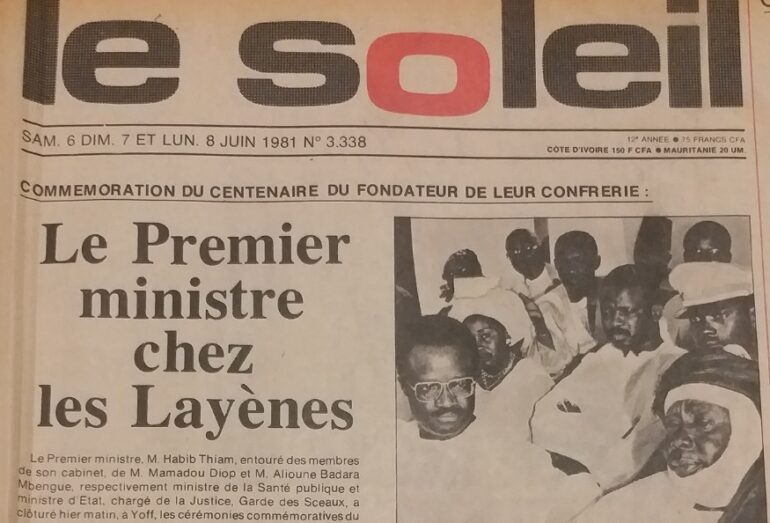 le soleil
SAM. 6 DIM. 7 ET LUN. 8 JUIN 1981 N° 3.338
12e ANNÉE ● 75 FRANCS CFA
CÔTE D'IVOIRE 150 F CFA ● MAURITANIE 20 UM.
COMMEMORATION DU CENTENAIRE DU FONDATEUR DE LEUR CONFRERIE :
Le Premier
ministre
chez
les Layènes
Le Premier ministre, M. Habib Thiam, entouré des membres
de son cabinet, de M. Mamadou Diop et M. Alioune Badara
Mbengue, respectivement ministre de la Santé publique et
ministre d'Etat, chargé de la Justice, Garde des Sceaux, a
clôturé hier matin, à Yoff, les cérémonies commémoratives du